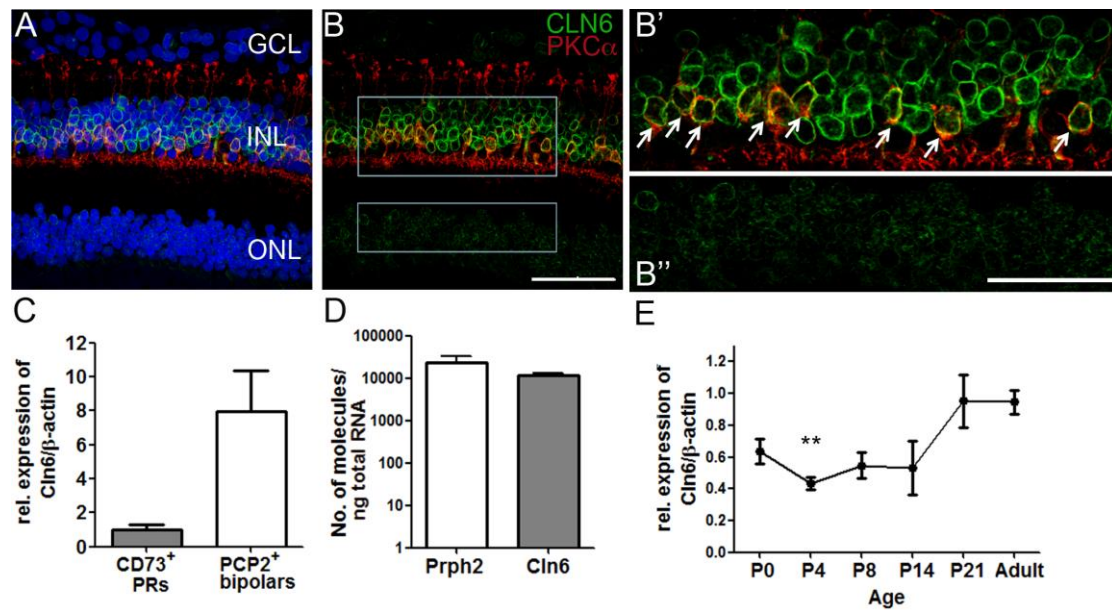 A
GCL
INL
ONL
B
CLN6
PKCα
B’
B’’
C
rel. expression of
Cln6/β-actin
12
10
8
6
4
2
0
CD73+
PRs
PCP2+
bipolars
D
No. of molecules/
ng total RNA
100000
10000
1000
100
10
1
Prph2
Cln6
E
rel. expression of
Cln6/β-actin
1.2
1.0
0.8
0.6
0.4
0.2
0.0
**
P0 P4 P8 P14 P21 Adult
Age